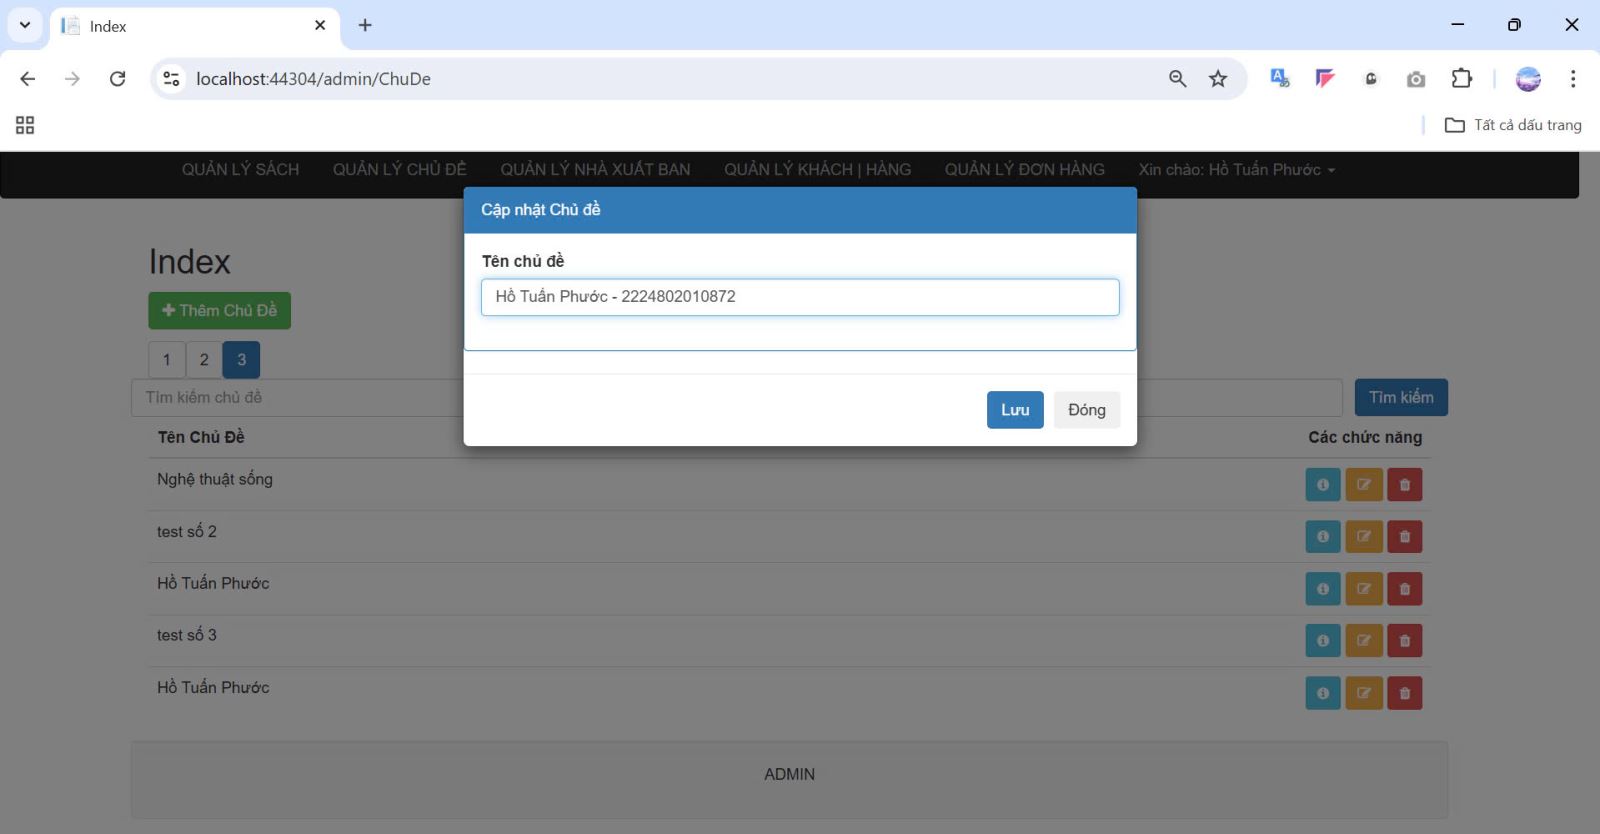 Index
localhost:44304/admin/ChuDe
Tất cả dấu trang
QUẢN LÝ SÁCH QUẢN LÝ CHỦ ĐỀ QUẢN LÝ NHÀ XUẤT BẢN QUẢN LÝ KHÁCH | HÀNG QUẢN LÝ ĐƠN HÀNG Xin chào: Hồ Tuấn Phước
Cập nhật Chủ đề
Tên chủ đề
Hồ Tuấn Phước - 2224802010872
Lưu Đóng
Index
Thêm Chủ Đề
1 2 3
Tìm kiếm chủ đề Tìm kiếm
Tên Chủ Đề Các chức năng
Nghệ thuật sống
test số 2
Hồ Tuấn Phước
test số 3
Hồ Tuấn Phước
ADMIN